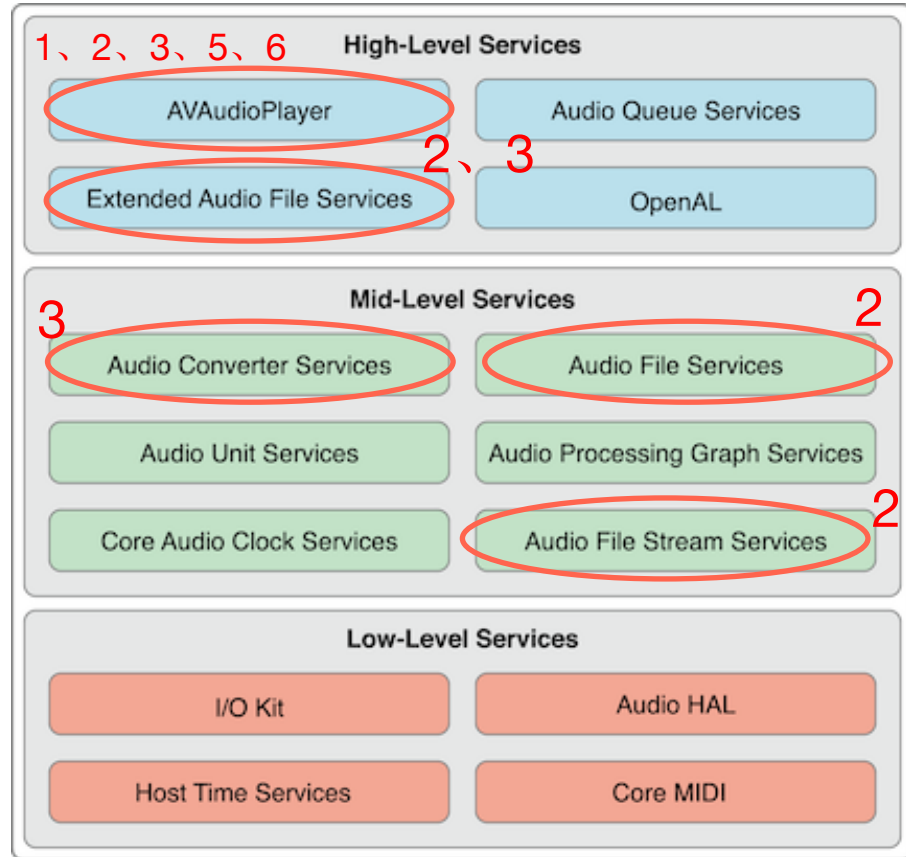 High-Level Services
1、2、3、5、6
AVAudioPlayer
Audio Queue Services
2、3
Extended Audio File Services
OpenAL
Mid-Level Services
3
2
Audio Converter Services
Audio File Services
Audio Unit Services
Audio Processing Graph Services
2
Core Audio Clock Services
Audio File Stream Services
Low-Level Services
I/O Kit
Audio HAL
Host Time Services
Core MIDI